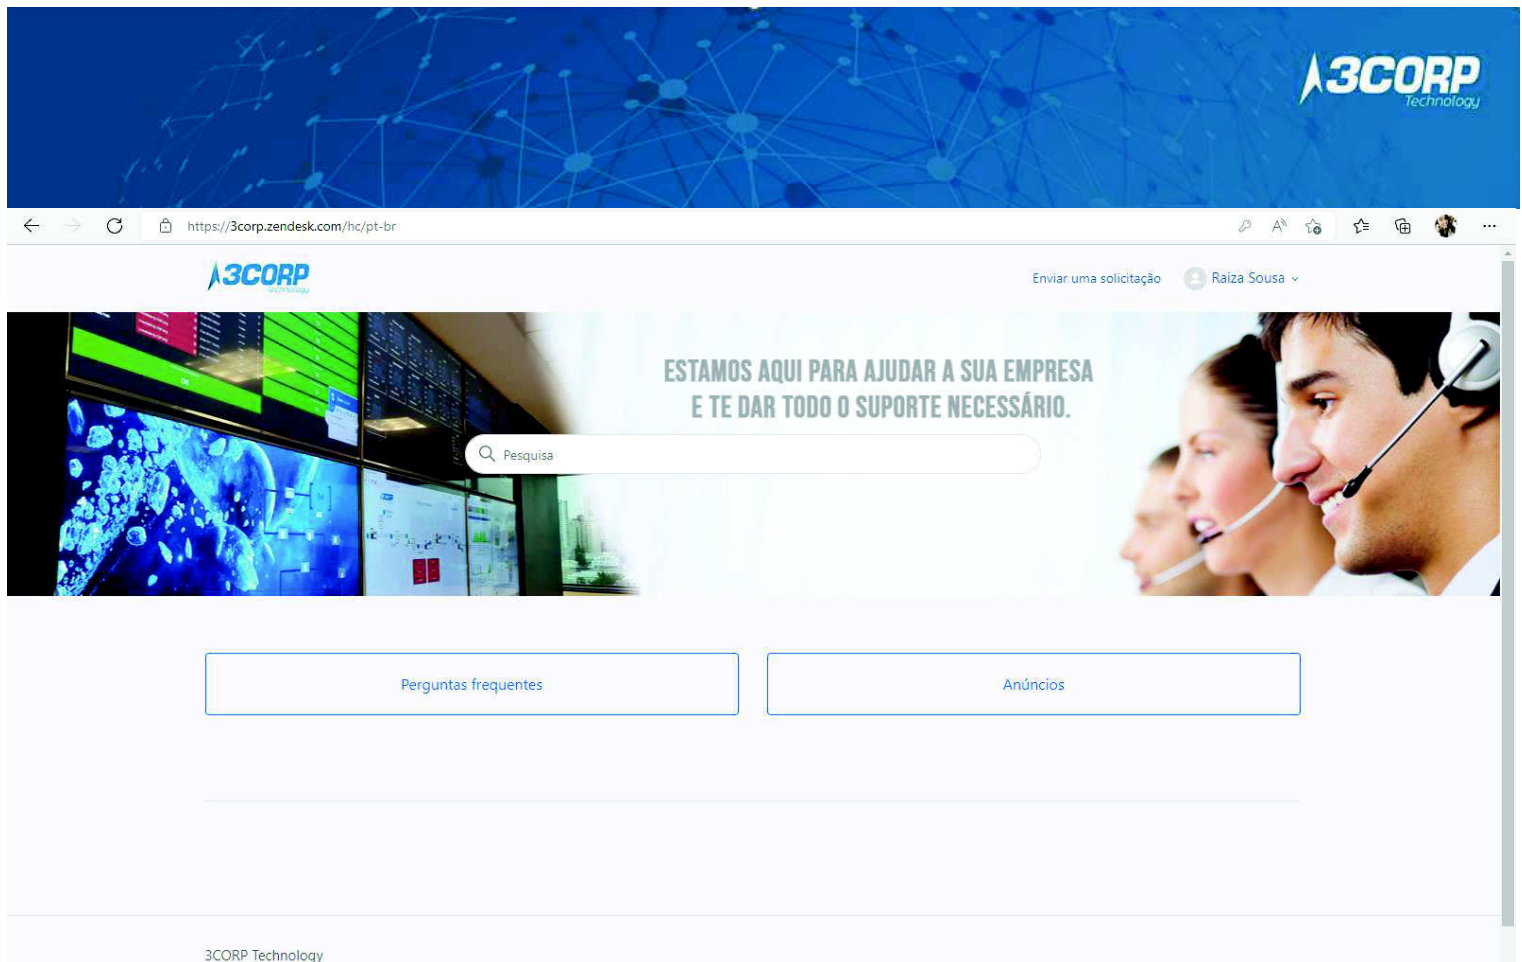 3CORP
Technology
https://3corp.zendesk.com/hc/pt-br
3CORP
Technology
Enviar uma solicitação
Raiza Sousa
ESTAMOS AQUI PARA AJUDAR A SUA EMPRESA
E TE DAR TODO O SUPORTE NECESSÁRIO.
Pesquisa
Perguntas frequentes
Anúncios
3CORP Technology